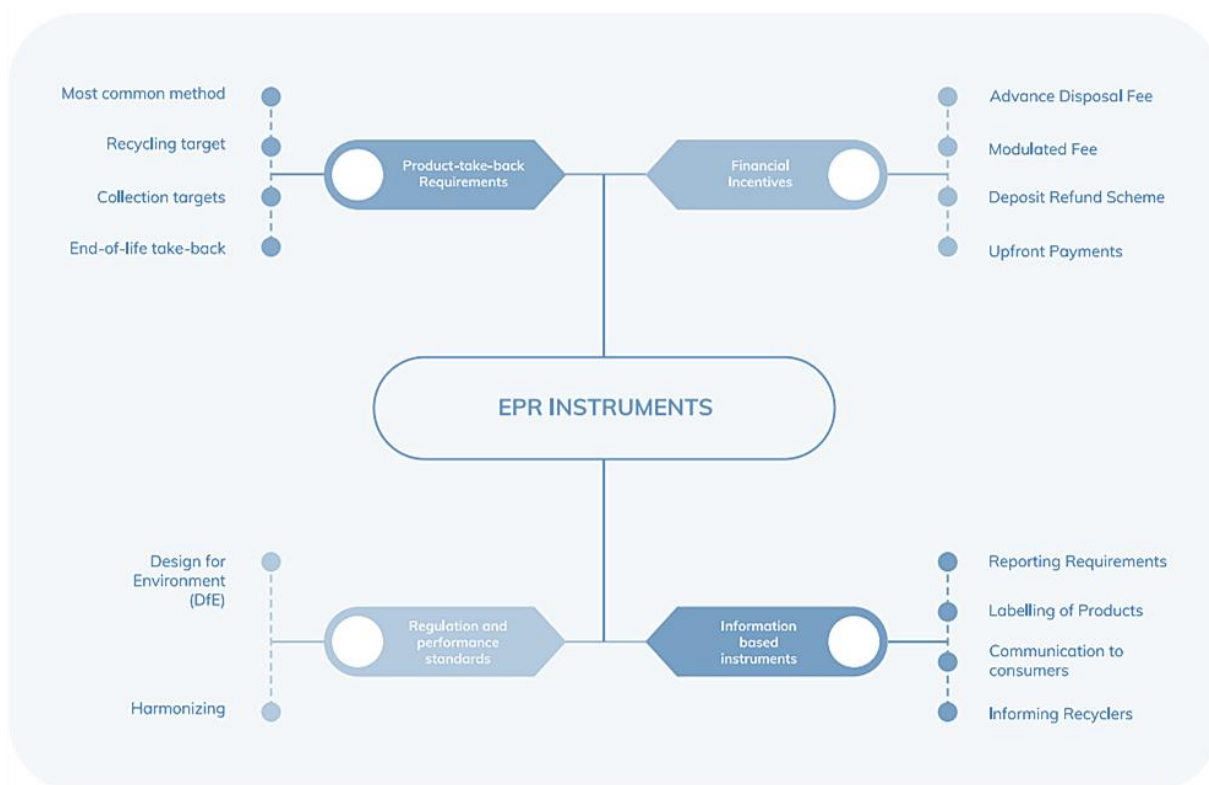 Most common method
Recycling target
Collection targets
End-of-life take-back
Product-take-back
Requirements
Financial
Incentives
Advance Disposal Fee
Modulated Fee
Deposit Refund Scheme
Upfront Payments
EPR INSTRUMENTS
Design for
Environment
(DfE)
Harmonizing
Regulation and
performance
standards
Information
based
instruments
Reporting Requirements
Labelling of Products
Communication to
consumers
Informing Recyclers